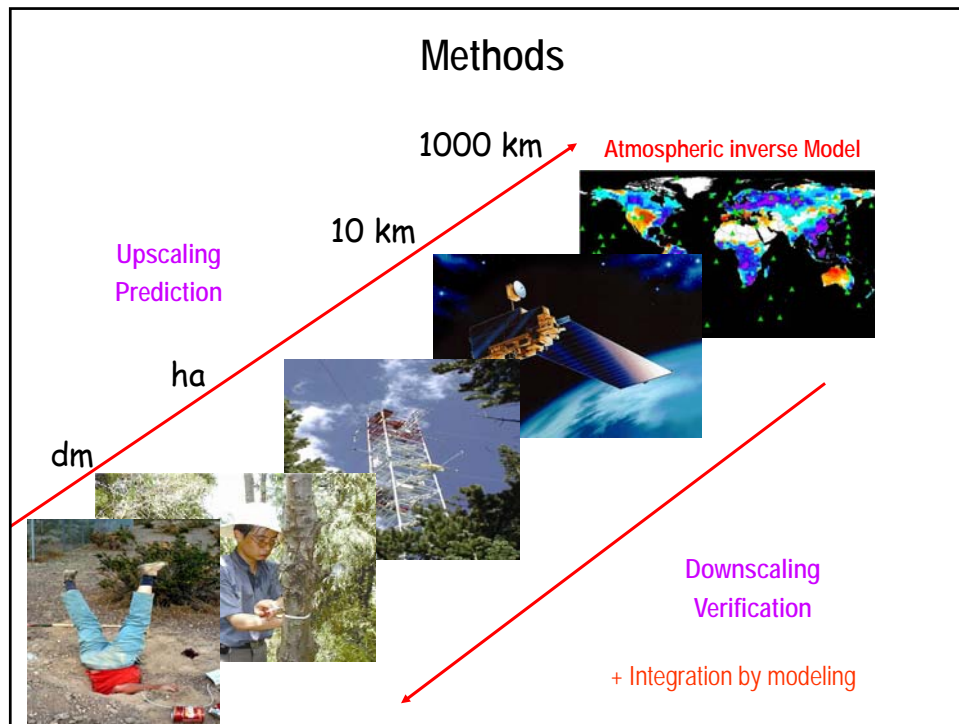 Methods
1000 km
Atmospheric inverse Model
10 km
Upscaling
Prediction
ha
dm
Downscaling
Verification
+ Integration by modeling